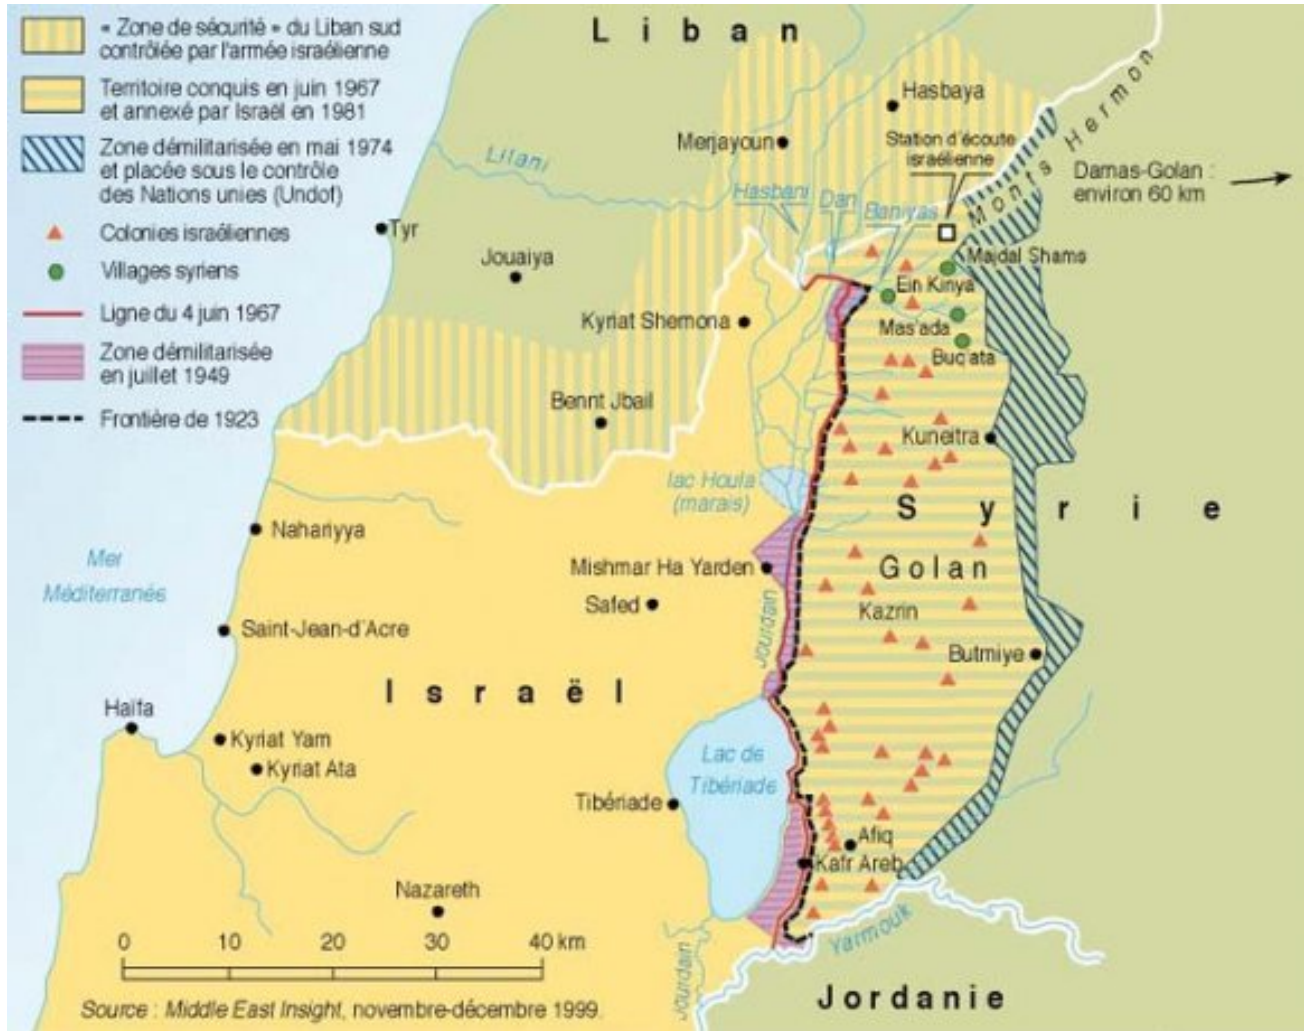 « Zone de sécurité » du Liban sud
contrôlée par l'armée israélienne
Territoire conquis en juin 1967
et annexé par Israël en 1981
Zone démilitarisée en mai 1974
et placée sous le contrôle
des Nations unies (Undof)
Colonies israéliennes
Villages syriens
Ligne du 4 juin 1967
Zone démilitarisée
en juillet 1949
Frontière de 1923
Liban
Hasbaya
Merjayoun
Station d'écoute
israélienne
Monts Hermon
Damas-Golan :
environ 60 km
Litani
Hasbani
Dan
Baniyas
Tyr
Jouaiya
Majdal Shams
Ein Kinya
Kyriat Shemona
Mas'ada
Buq'ata
Bennt Jbail
Kuneitra
lac Houla
(marais)
Syrie
Nahariyya
Mer
Méditerranée
Mishmar Ha Yarden
Golan
Safed
Kazrin
Jourdain
Saint-Jean-d'Acre
Butmiye
Israël
Haïfa
Kyriat Yam
Kyriat Ata
Lac de
Tibériade
Tibériade
Afiq
Kafr Areb
Nazareth
Yarmouk
Jourdain
0 10 20 30 40 km
Jordanie
Source : Middle East Insight, novembre-décembre 1999.